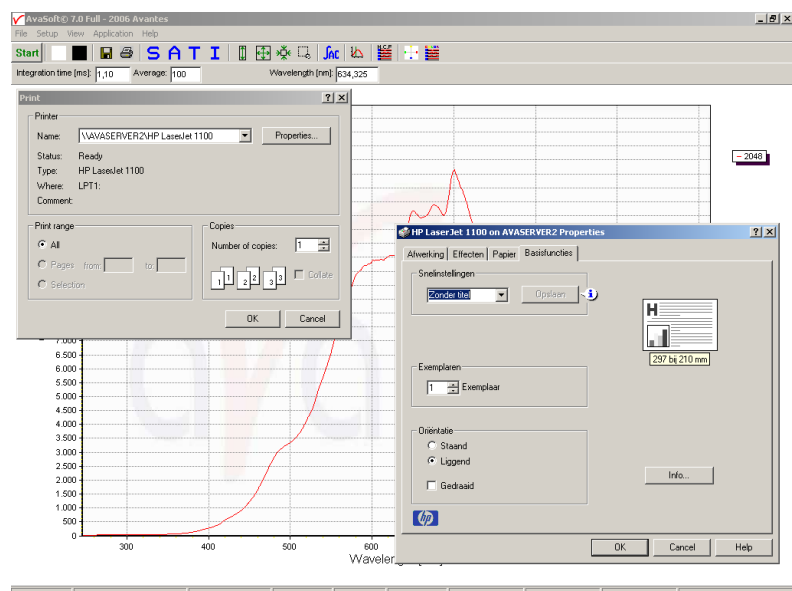 AvaSoft© 7.0 Full - 2006 Avantes
File Setup View Application Help
Start S A T I
Integration time [ms]: 1,10 Average: 100 Wavelength [nm]: 634,325
Print
Printer
Name: \\AVASERVER2\HP LaserJet 1100 Properties...
Status: Ready
Type: HP LaserJet 1100
Where: LPT1:
Comment:
Print range
All
Pages from: to:
Selection
Copies
Number of copies: 1
1 1 2 2 3 3 Collate
OK Cancel
2048
HP LaserJet 1100 on AVASERVER2 Properties
Afwerking Effecten Papier Basisfuncties
Snelinstellingen
Zonder titel Opslaan
H
297 bij 210 mm
Exemplaren
1 Exemplaar
Oriëntatie
Staand
Liggend
Gedraaid
Info...
hp
OK Cancel Help
7.000
6.500
6.000
5.500
5.000
4.500
4.000
3.500
3.000
2.500
2.000
1.500
1.000
500
0
300 400 500 600